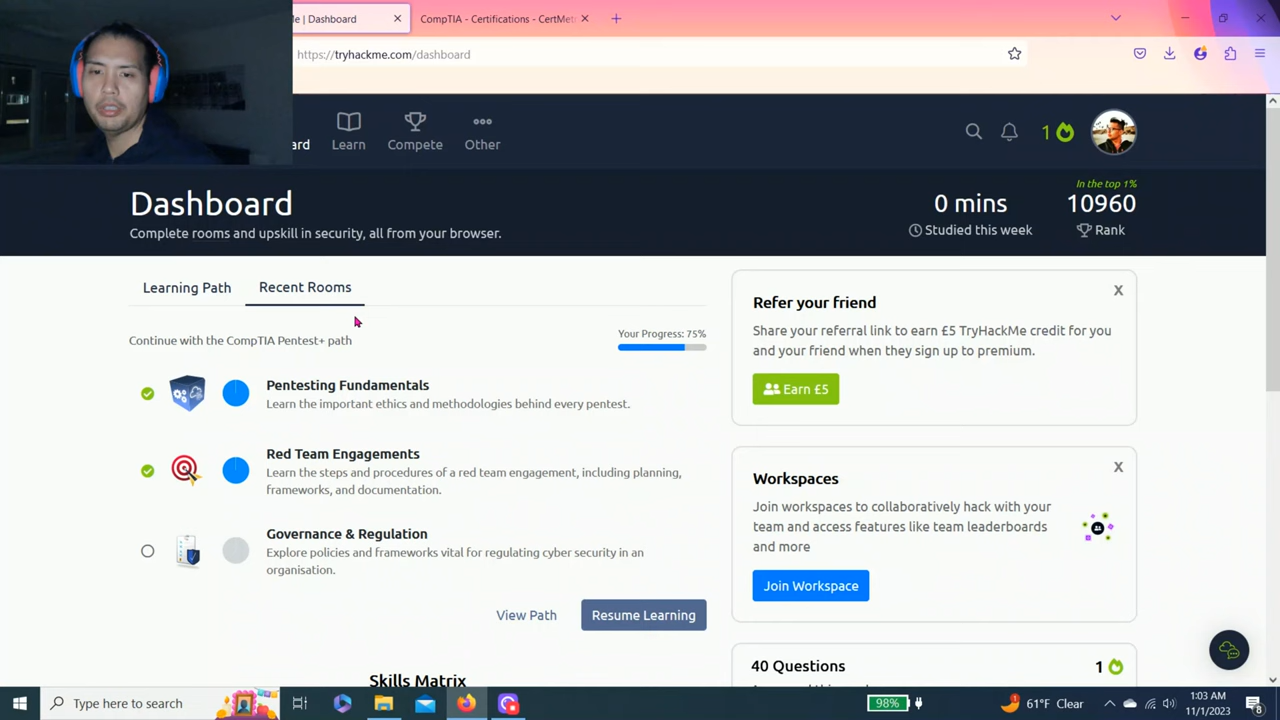 Me | Dashboard
CompTIA - Certifications - CertMet
https://tryhackme.com/dashboard
ard
Learn
Compete
Other
1
Dashboard
Complete rooms and upskill in security, all from your browser.
0 mins
Studied this week
In the top 1%
10960
Rank
Learning Path
Recent Rooms
Continue with the CompTIA Pentest+ path
Your Progress: 75%
Pentesting Fundamentals
Learn the important ethics and methodologies behind every pentest.
Red Team Engagements
Learn the steps and procedures of a red team engagement, including planning,
frameworks, and documentation.
Governance & Regulation
Explore policies and frameworks vital for regulating cyber security in an
organisation.
View Path
Resume Learning
Skills Matrix
Refer your friend
X
Share your referral link to earn £5 TryHackMe credit for you
and your friend when they sign up to premium.
Earn £5
Workspaces
X
Join workspaces to collaboratively hack with your
team and access features like team leaderboards
and more
Join Workspace
40 Questions
1
Type here to search
98%
61°F Clear
1:03 AM
11/1/2023
8